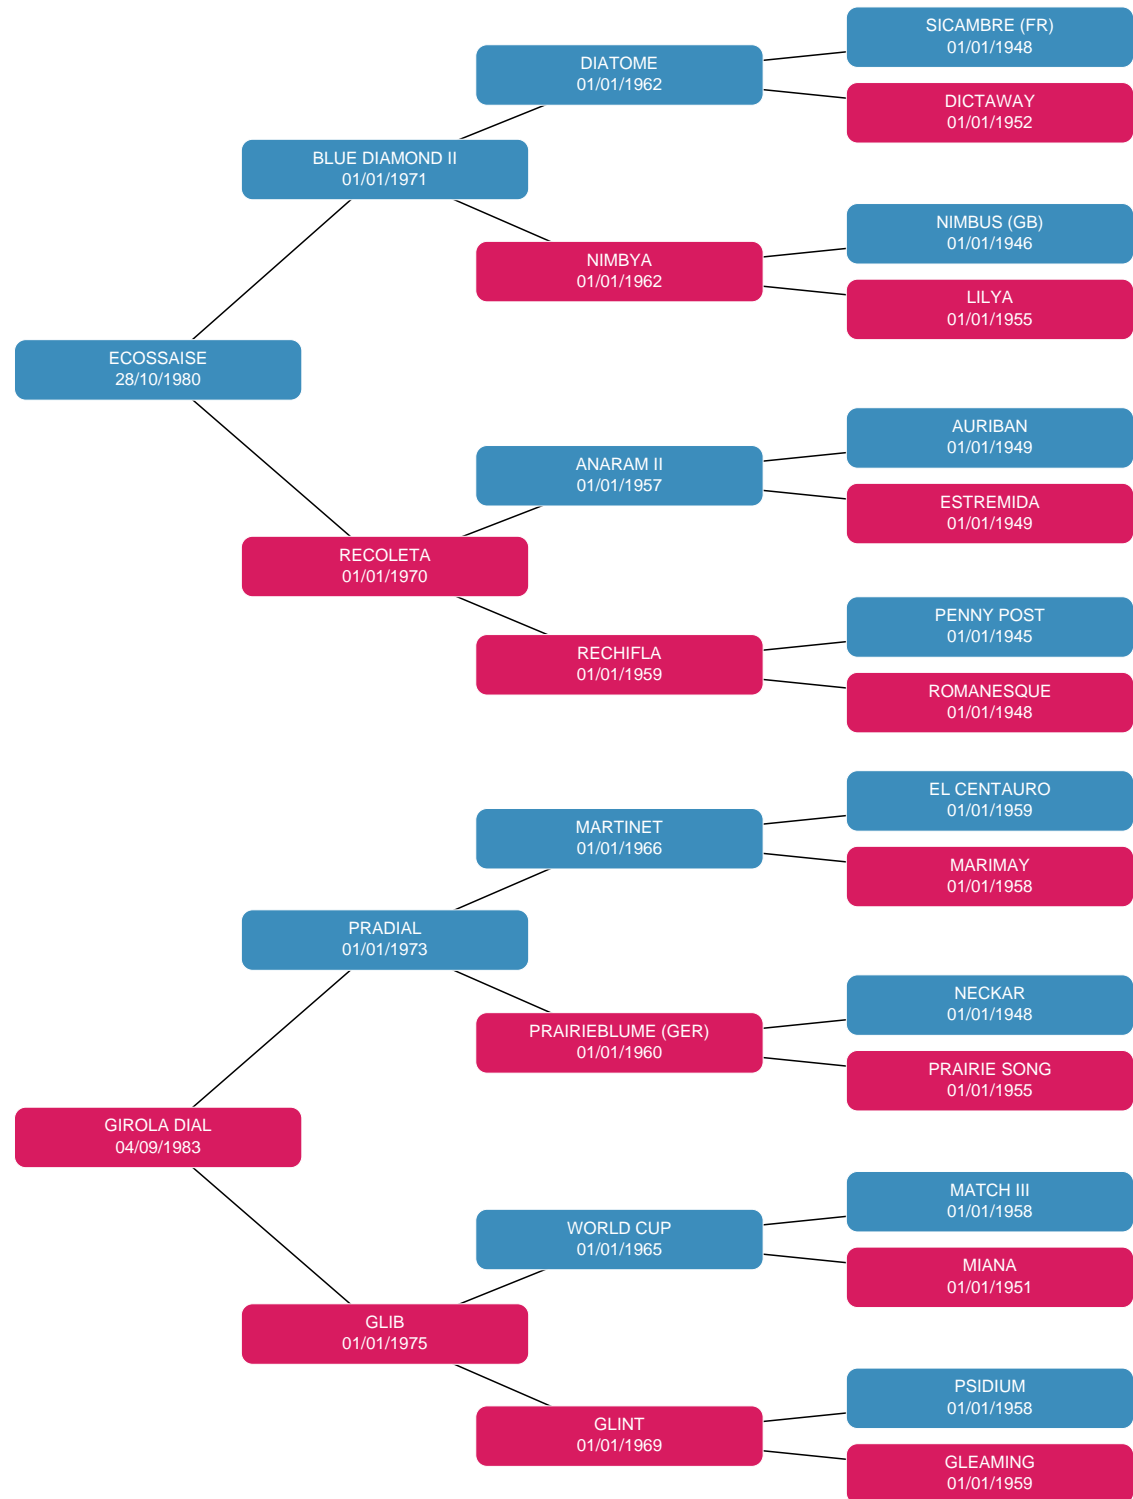 SICAMBRE (FR)
01/01/1948
DIATOME
01/01/1962
DICTAWAY
01/01/1952
BLUE DIAMOND II
01/01/1971
NIMBUS (GB)
01/01/1946
NIMBYA
01/01/1962
LILYA
01/01/1955
ECOSSAISE
28/10/1980
AURIBAN
01/01/1949
ANARAM II
01/01/1957
ESTREMIDA
01/01/1949
RECOLETA
01/01/1970
PENNY POST
01/01/1945
RECHIFLA
01/01/1959
ROMANESQUE
01/01/1948
EL CENTAURO
01/01/1959
MARTINET
01/01/1966
MARIMAY
01/01/1958
PRADIAL
01/01/1973
NECKAR
01/01/1948
PRAIRIEBLUME (GER)
01/01/1960
PRAIRIE SONG
01/01/1955
GIROLA DIAL
04/09/1983
MATCH III
01/01/1958
WORLD CUP
01/01/1965
MIANA
01/01/1951
GLIB
01/01/1975
PSIDIUM
01/01/1958
GLINT
01/01/1969
GLEAMING
01/01/1959